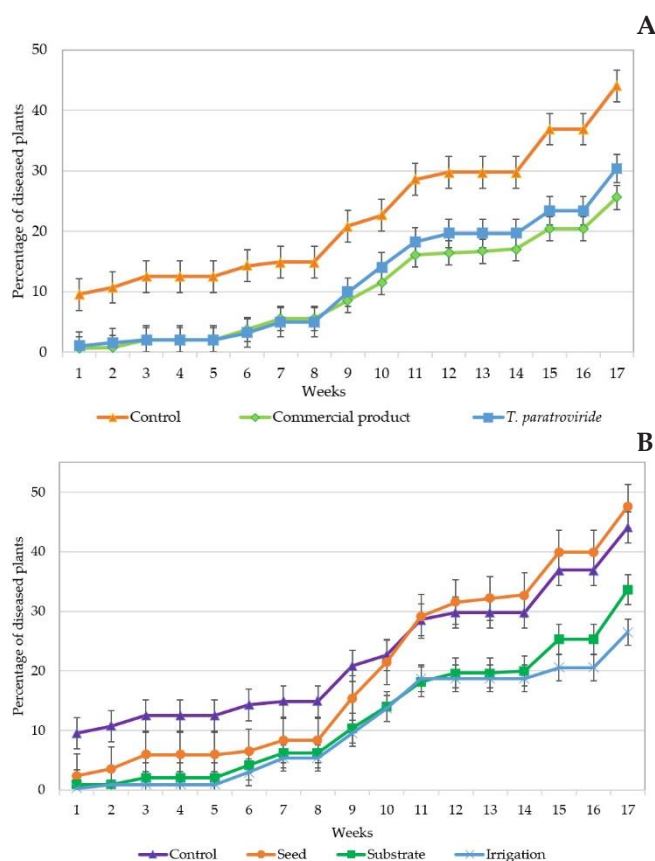 A
Percentage of diseased plants
50
40
30
20
10
0
1 2 3 4 5 6 7 8 9 10 11 12 13 14 15 16 17
Weeks
Control Commercial product T. paratroviride
B
Percentage of diseased plants
50
40
30
20
10
0
1 2 3 4 5 6 7 8 9 10 11 12 13 14 15 16 17
Weeks
Control Seed Substrate Irrigation